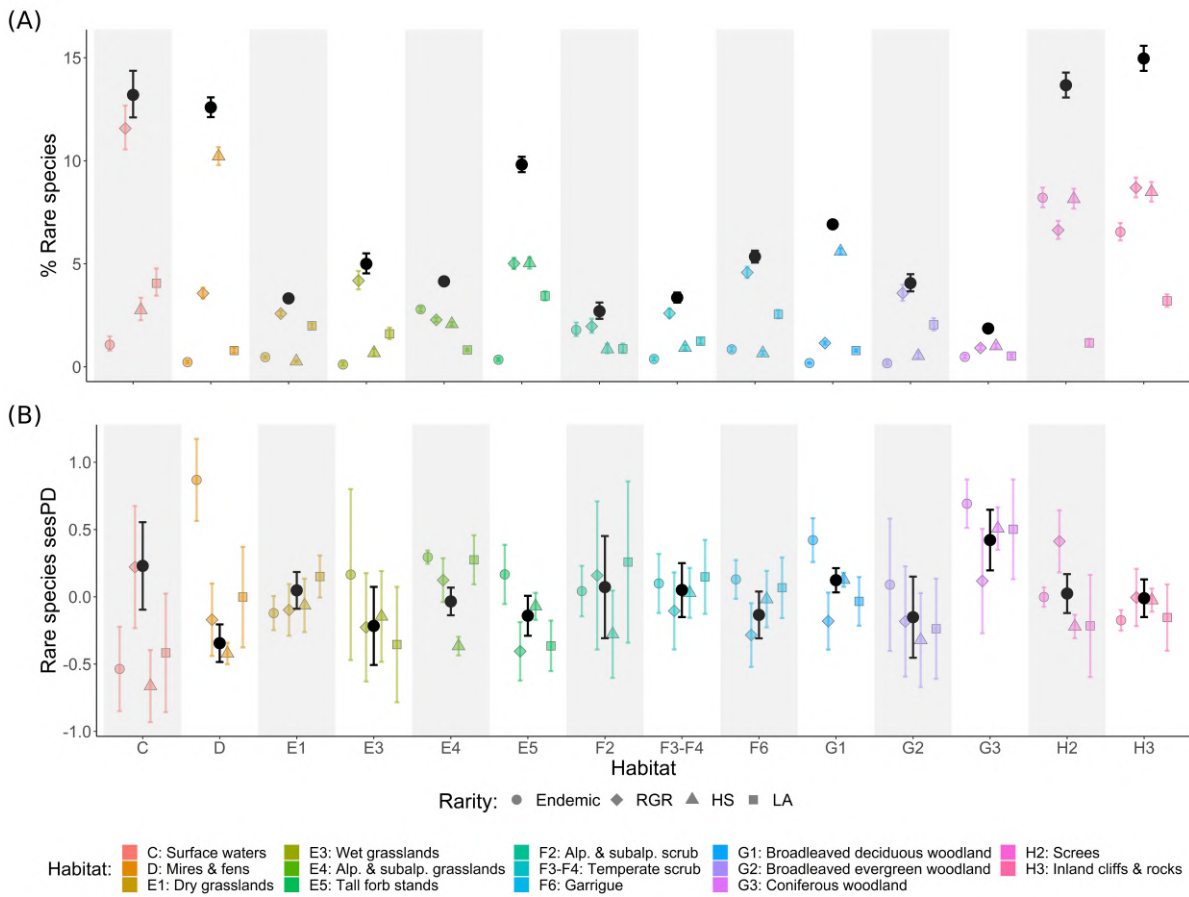 (A)
% Rare species
15
10
5
0
(B)
Rare species sesPD
1.0
0.5
0.0
-0.5
-1.0
C D E1 E3 E4 E5 F2 F3-F4 F6 G1 G2 G3 H2 H3
Habitat
Rarity: Endemic RGR HS LA
Habitat: C: Surface waters E3: Wet grasslands F2: Alp. & subalp. scrub G1: Broadleaved deciduous woodland H2: Screes
D: Mires & fens E4: Alp. & subalp. grasslands F3-F4: Temperate scrub G2: Broadleaved evergreen woodland H3: Inland cliffs & rocks
E1: Dry grasslands E5: Tall forb stands F6: Garrigue G3: Coniferous woodland